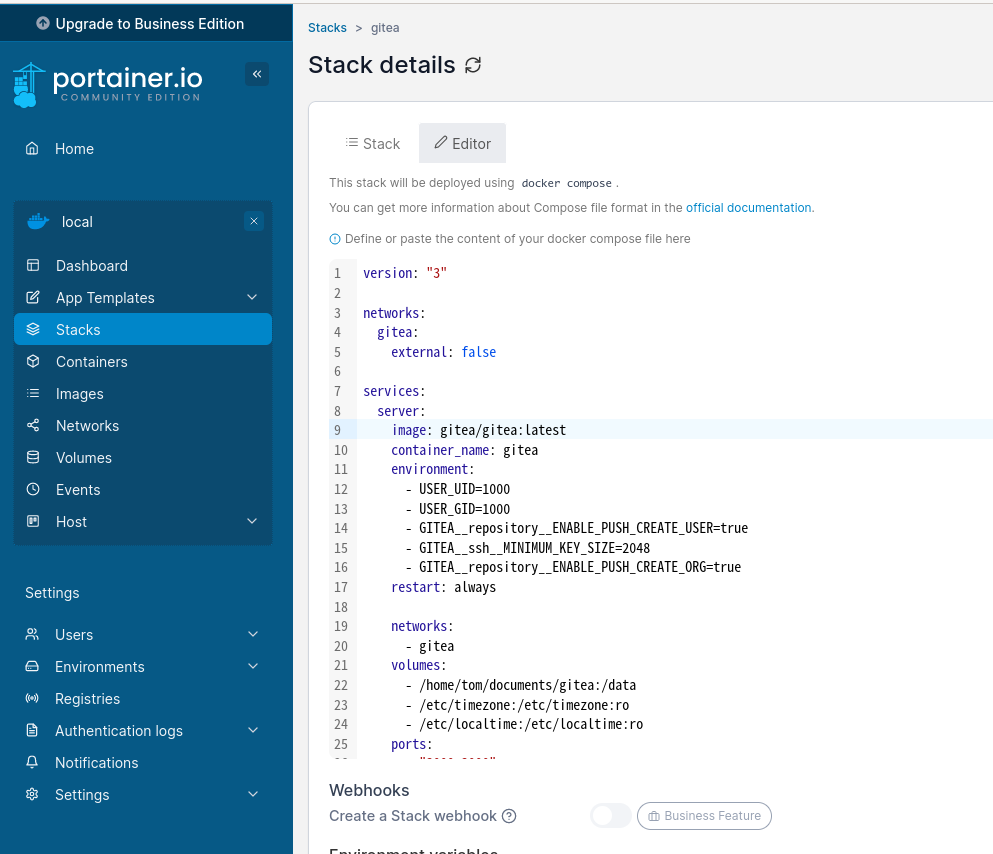 Upgrade to Business Edition
portainer.io
COMMUNITY EDITION
Home
local
Dashboard
App Templates
Stacks
Containers
Images
Networks
Volumes
Events
Host
Settings
Users
Environments
Registries
Authentication logs
Notifications
Settings
Stacks > gitea
Stack details
Stack
Editor
This stack will be deployed using docker compose.
You can get more information about Compose file format in the official documentation.
Define or paste the content of your docker compose file here
1 version: "3"
2
3 networks:
4   gitea:
5     external: false
6
7 services:
8   server:
9     image: gitea/gitea:latest
10     container_name: gitea
11     environment:
12       - USER_UID=1000
13       - USER_GID=1000
14       - GITEA__repository__ENABLE_PUSH_CREATE_USER=true
15       - GITEA__ssh__MINIMUM_KEY_SIZE=2048
16       - GITEA__repository__ENABLE_PUSH_CREATE_ORG=true
17     restart: always
18
19     networks:
20       - gitea
21     volumes:
22       - /home/tom/documents/gitea:/data
23       - /etc/timezone:/etc/timezone:ro
24       - /etc/localtime:/etc/localtime:ro
25     ports:
Webhooks
Create a Stack webhook
Business Feature
Environment variables